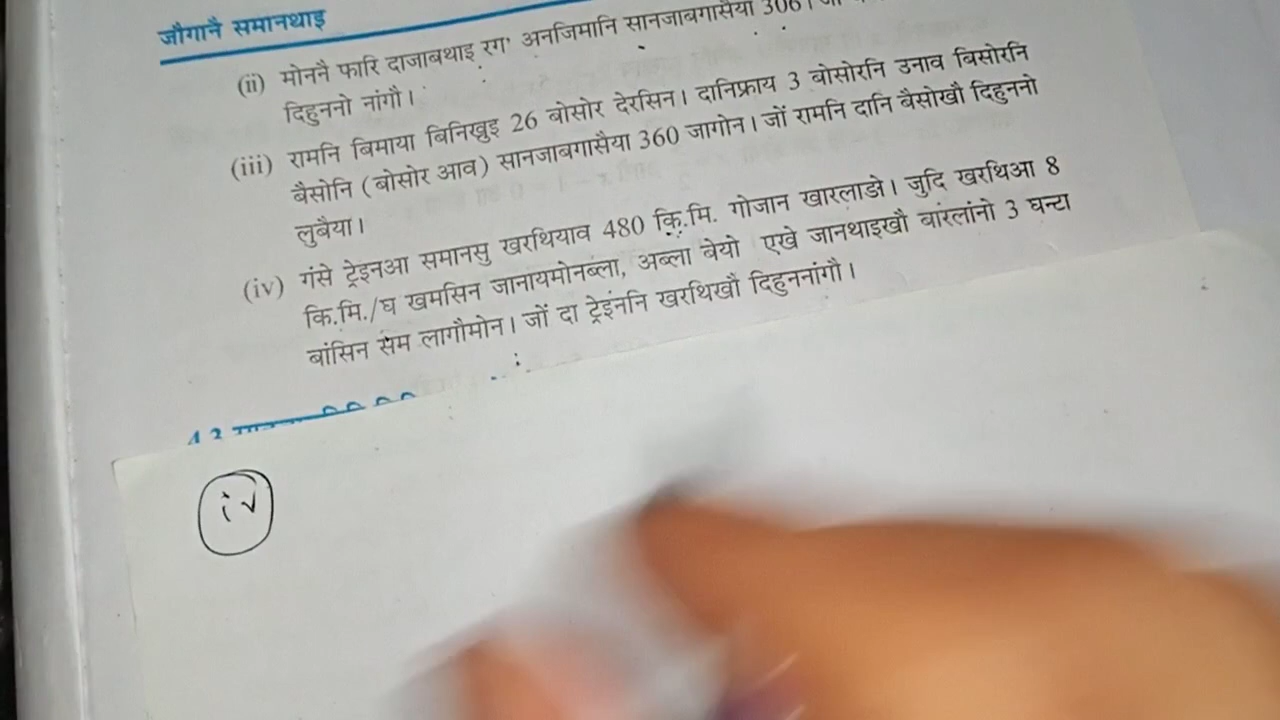 जौगानै समानथाइ
(ii) मोननै फारि दाजाबथाइ रग' अनजिमानि सानजाबगासैया 306।
दिहुननो नांगौ।
(iii) रामनि बिमाया बिनिखुइ 26 बोसोर देरसिन। दानिफ्राय 3 बोसोरनि उनाव बिसोरनि
बैसोनि (बोसोर आव) सानजाबगासैया 360 जागोन। जों रामनि दानि बैसोखौ दिहुननो
लुबैया।
(iv) गंसे ट्रेइनआ समानसु खरथियाव 480 कि.मि. गोजान खारलाङो। जुदि खरथिआ 8
कि.मि./घ खमसिन जानायमोनब्ला, अब्ला बेयो एखे जानथाइखौ बारलांनो 3 घन्टा
बांसिन सम लागौमोन। जों दा ट्रेइंननि खरथिखौ दिहुननांगौ।
iv